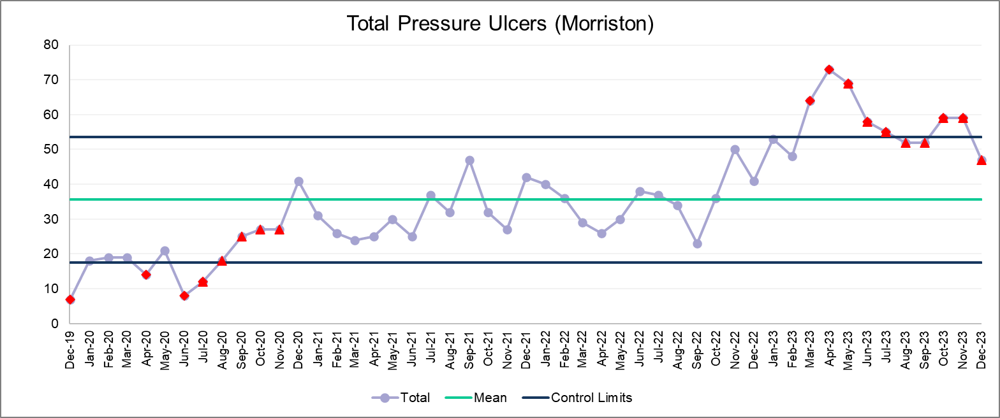 Total Pressure Ulcers (Morriston)
80
70
60
50
40
30
20
10
0
Dec-19
Jan-20
Feb-20
Mar-20
Apr-20
May-20
Jun-20
Jul-20
Aug-20
Sep-20
Oct-20
Nov-20
Dec-20
Jan-21
Feb-21
Mar-21
Apr-21
May-21
Jun-21
Jul-21
Aug-21
Sep-21
Oct-21
Nov-21
Dec-21
Jan-22
Feb-22
Mar-22
Apr-22
May-22
Jun-22
Jul-22
Aug-22
Sep-22
Oct-22
Nov-22
Dec-22
Jan-23
Feb-23
Mar-23
Apr-23
May-23
Jun-23
Jul-23
Aug-23
Sep-23
Oct-23
Nov-23
Dec-23
Total Mean Control Limits